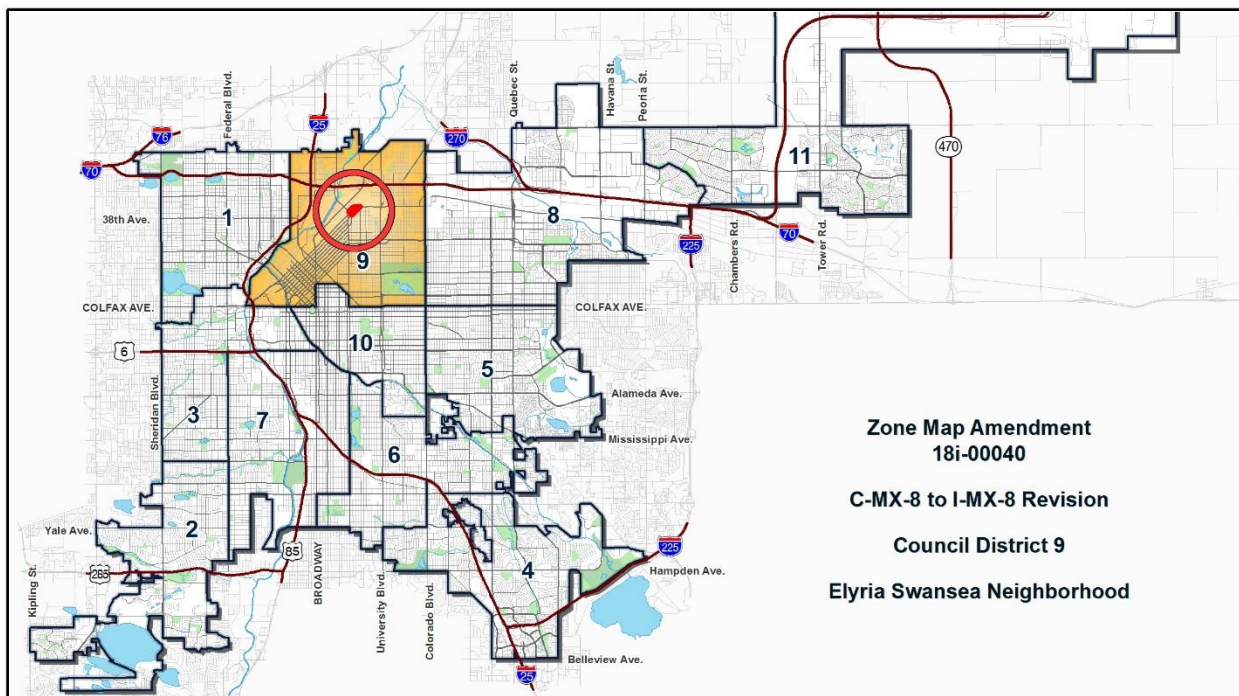 Federal Blvd.
Quebec St.
Havana St.
Peoria St.
76
25
270
70
470
11
38th Ave.
1
8
9
225
Chambers Rd.
70
Tower Rd.
COLFAX AVE.
COLFAX AVE.
10
6
5
Sheridan Blvd.
Alameda Ave.
3
7
Mississippi Ave.
6
2
Yale Ave.
85
285
BROADWAY
University Blvd.
Colorado Blvd.
4
225
Hampden Ave.
Kipling St.
Belleview Ave.
25
Zone Map Amendment
18i-00040
C-MX-8 to I-MX-8 Revision
Council District 9
Elyria Swansea Neighborhood